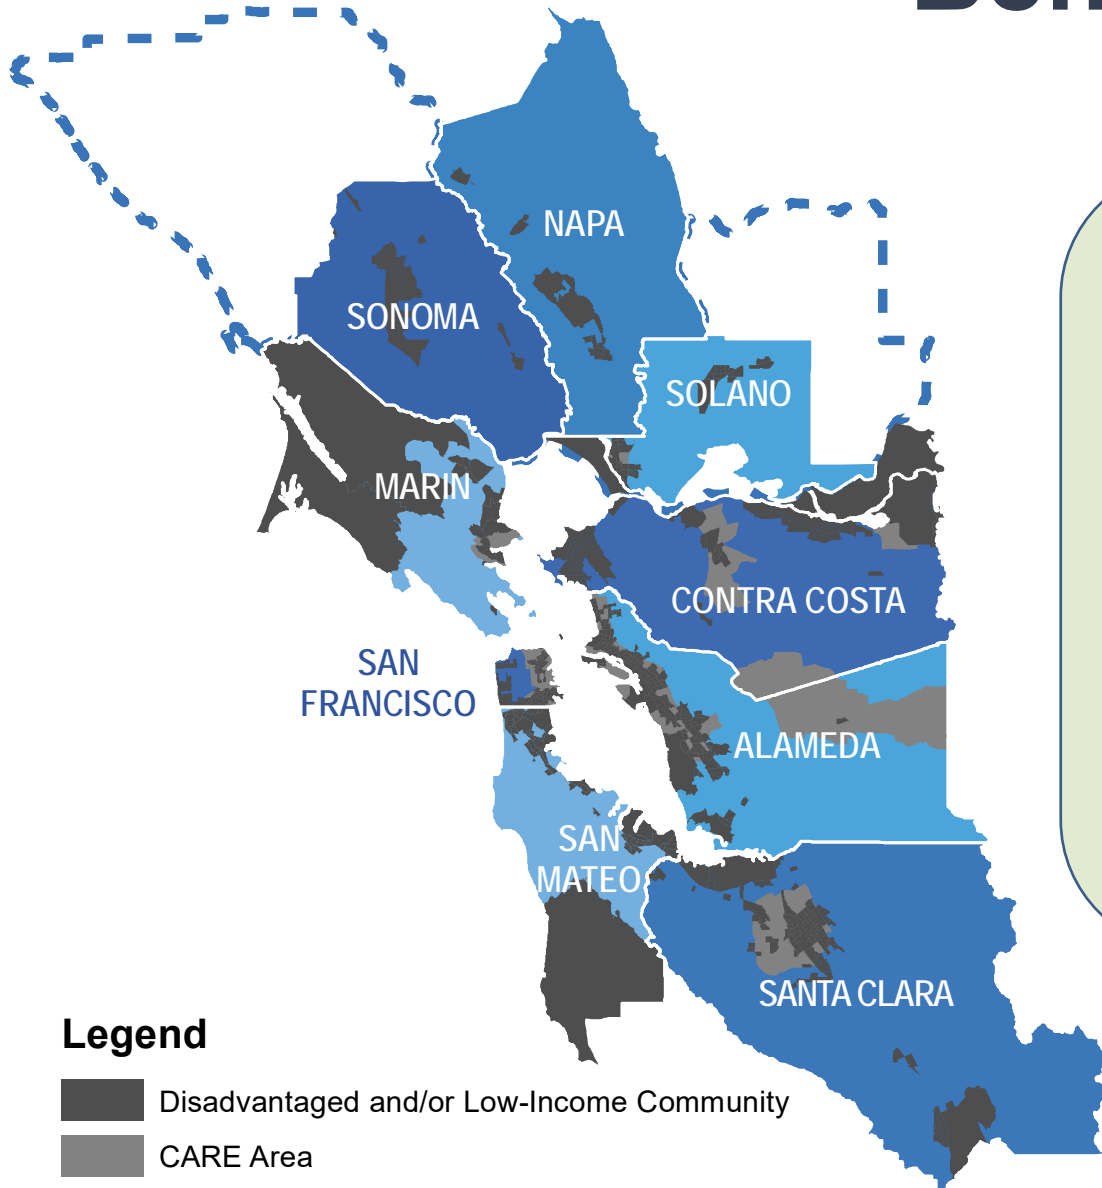 NAPA
SONOMA
SOLANO
MARIN
CONTRA COSTA
SAN
FRANCISCO
ALAMEDA
SAN
MATEO
SANTA CLARA
Legend
Disadvantaged and/or Low-Income Community
CARE Area